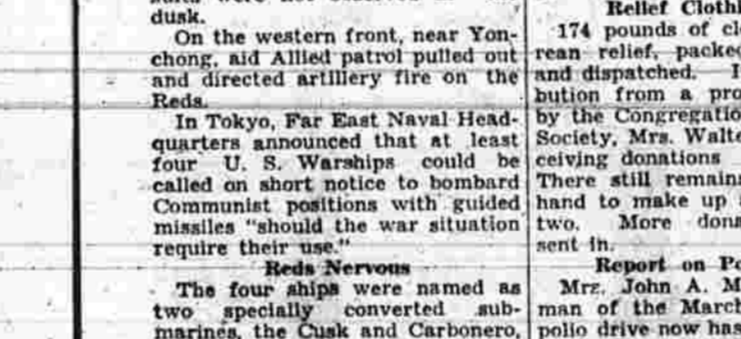 dusk.
On the western front, near Yon-
chong, aid Allied patrol pulled out
and directed artillery fire on the
Reds.
In Tokyo, Far East Naval Head-
quarters announced that at least
four U. S. Warships could be
called on short notice to bombard
Communist positions with guided
missiles "should the war situation
require their use."
Reds Nervous
The four ships were named as
two specially converted sub-
marines, the Cusk and Carbonero,
Relief Clothi
174 pounds of cl
rean relief, packe
and dispatched. I
bution from a pro
by the Congregatio
Society, Mrs. Walte
ceiving donations
There still remains
hand to make up
two. More dona
sent in.
Report on Po
Mrs. John A. M
man of the March
polio drive now has